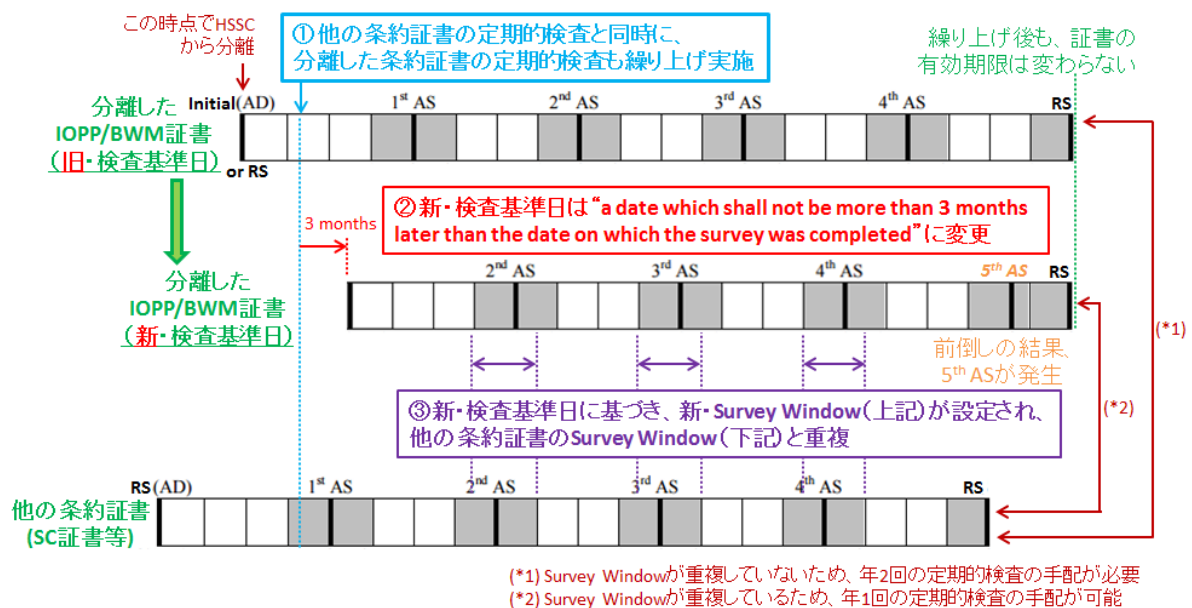 この時点でHSSC
から分離
①他の条約証書の定期的検査と同時に、
分離した条約証書の定期的検査も繰り上げ実施
繰り上げ後も、証書の
有効期限は変わらない
分離した
IOPP/BWM証書
(旧・検査基準日)
Initial(AD)
or RS
1st AS
2nd AS
3rd AS
4th AS
RS
3 months
②新・検査基準日は“a date which shall not be more than 3 months
later than the date on which the survey was completed”に変更
分離した
IOPP/BWM証書
(新・検査基準日)
2nd AS
3rd AS
4th AS
5th AS
RS
前倒しの結果、
5th ASが発生
(*1)
(*2)
③新・検査基準日に基づき、新・Survey Window(上記)が設定され、
他の条約証書のSurvey Window(下記)と重複
他の条約証書
(SC証書等)
RS(AD)
1st AS
2nd AS
3rd AS
4th AS
RS
(*1) Survey Windowが重複していないため、年2回の定期的検査の手配が必要
(*2) Survey Windowが重複しているため、年1回の定期的検査の手配が可能